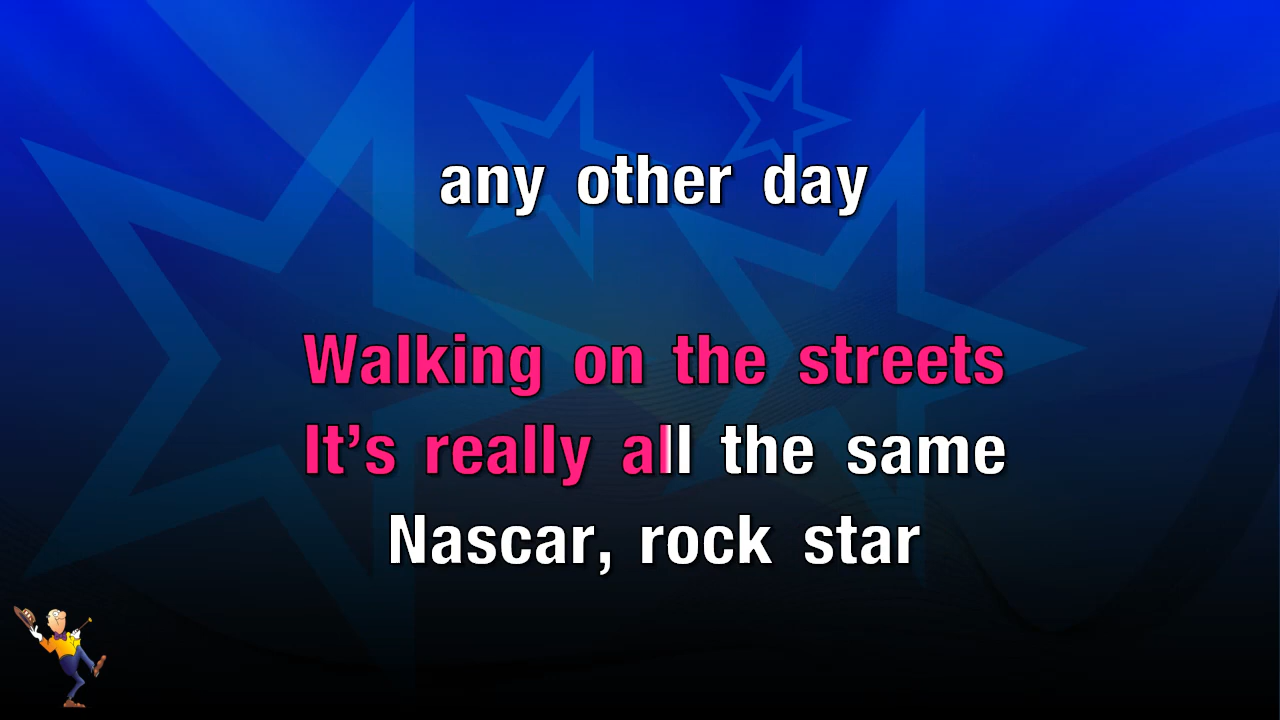 any other day
Walking on the streets
It's really all the same
Nascar, rock star